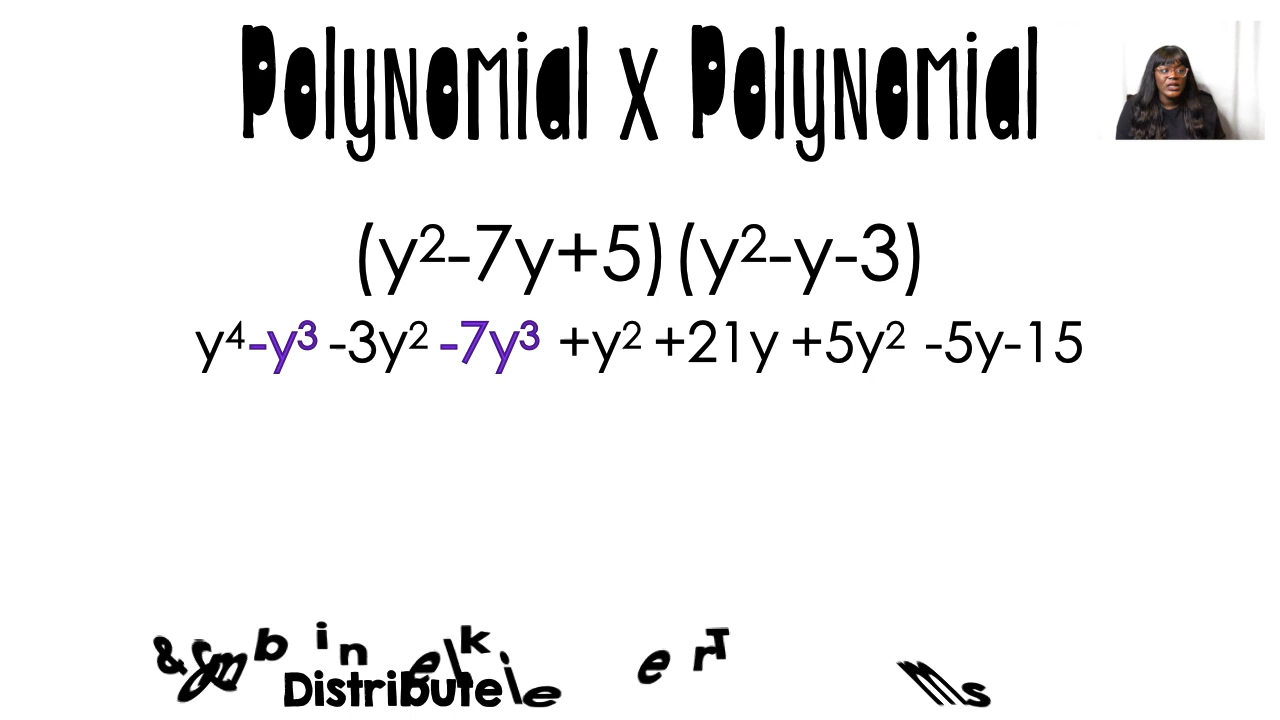 Polynomial x Polynomial
(y²-7y+5)(y²-y-3)
y⁴-y³ -3y² -7y³ +y² +21y +5y² -5y-15
Distribute